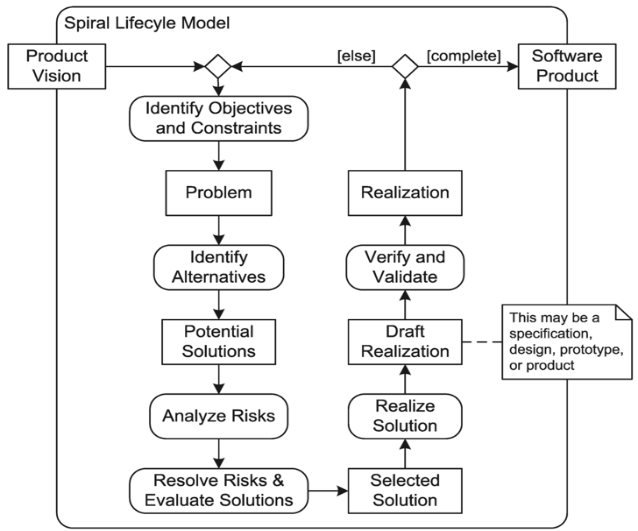 Spiral Lifecyle Model
Product
Vision
[else]
[complete]
Software
Product
Identify Objectives
and Constraints
Problem
Identify
Alternatives
Potential
Solutions
Analyze Risks
Resolve Risks &
Evaluate Solutions
Selected
Solution
Realize
Solution
Draft
Realization
This may be a
specification,
design, prototype,
or product
Verify and
Validate
Realization